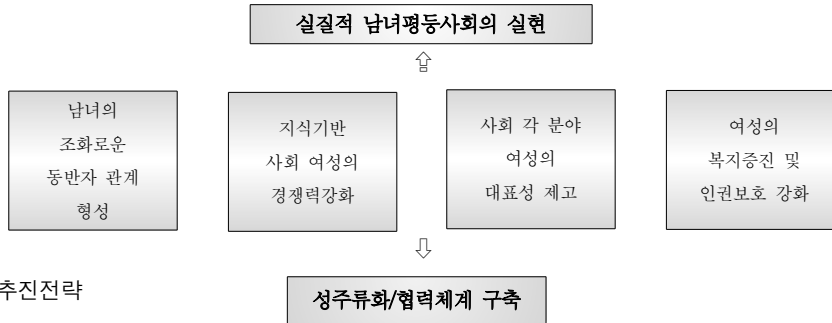 실질적 남녀평등사회의 실현
남녀의
조화로운
동반자 관계
형성
지식기반
사회 여성의
경쟁력강화
사회 각 분야
여성의
대표성 제고
여성의
복지증진 및
인권보호 강화
추진전략
성주류화/협력체계 구축